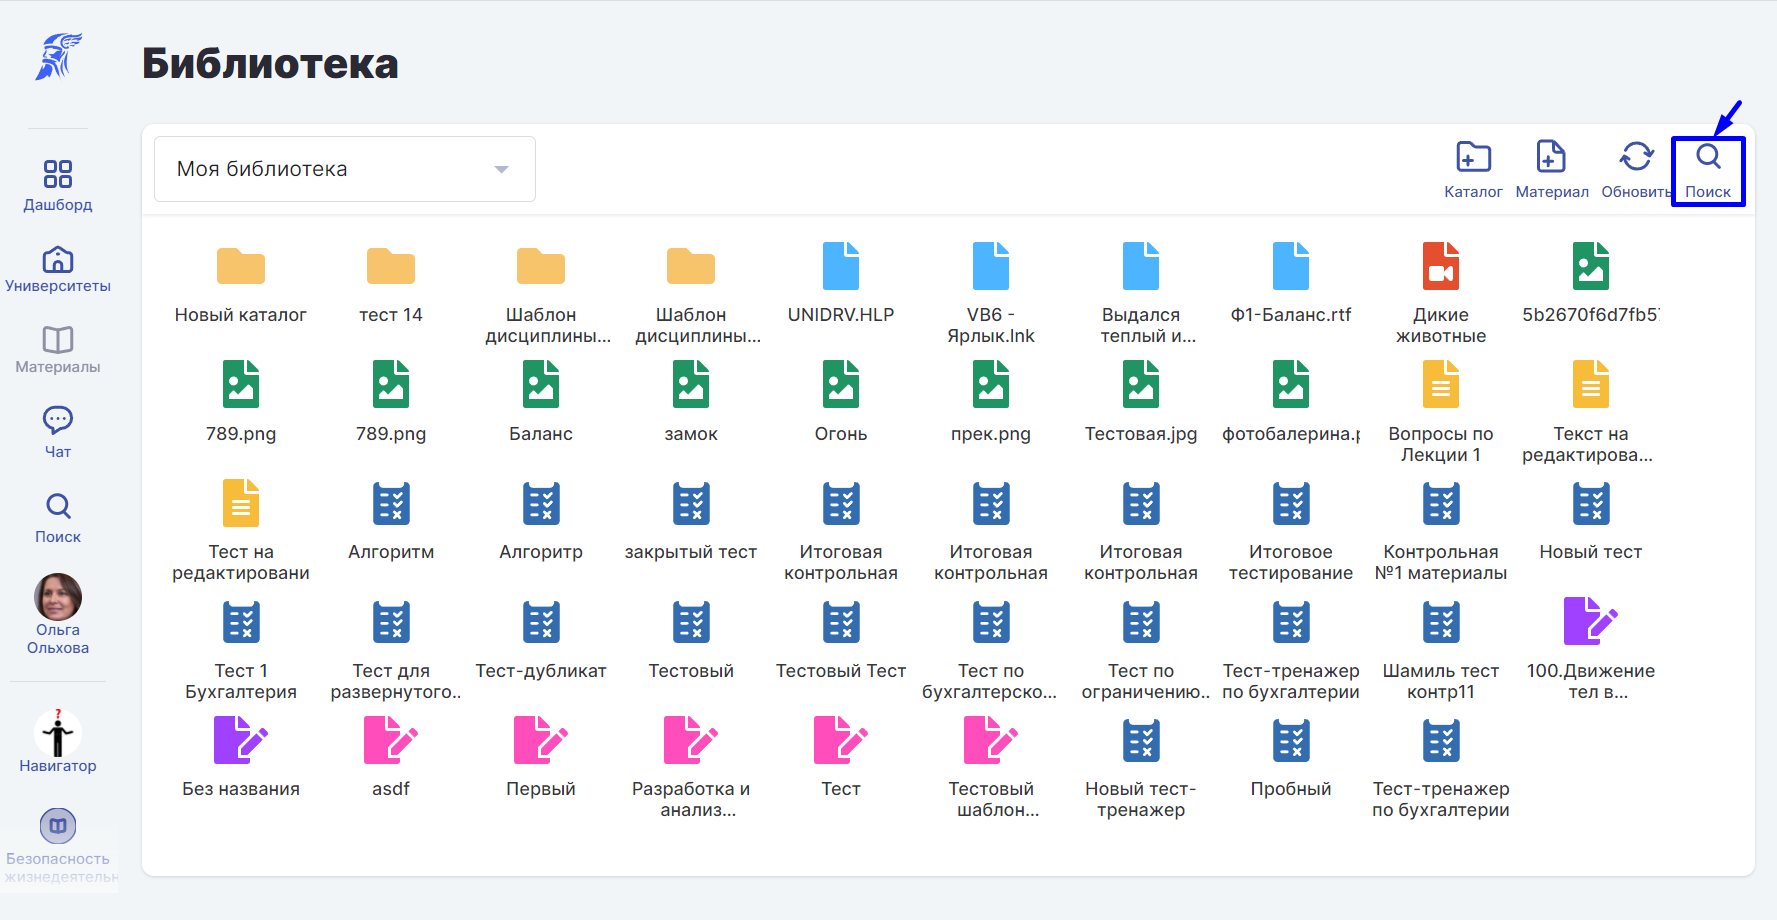 Библиотека
Моя библиотека
Каталог
Материал
Обновить
Поиск
Дашборд
Университеты
Материалы
Чат
Поиск
Ольга
Ольхова
?
Навигатор
Безопасность
жизнедеятельн
Новый каталог
тест 14
Шаблон
дисциплины...
Шаблон
дисциплины...
UNIDRV.HLP
VB6 -
Ярлык.lnk
Выдался
теплый и...
Ф1-Баланс.rtf
Дикие
животные
5b2670f6d7fb57
789.png
789.png
Баланс
замок
Огонь
прек.png
Тестовая.jpg
фотобалерина.p
Вопросы по
Лекции 1
Текст на
редактирова...
Тест на
редактировани
Алгоритм
Алгоритр
закрытый тест
Итоговая
контрольная
Итоговая
контрольная
Итоговая
контрольная
Итоговое
тестирование
Контрольная
№1 материалы
Новый тест
Тест 1
Бухгалтерия
Тест для
развернутого..
Тест-дубликат
Тестовый
Тестовый Тест
Тест по
бухгалтерско...
Тест по
ограничению..
Тест-тренажер
по бухгалтерии
Шамиль тест
контр11
100.Движение
тел в...
Без названия
asdf
Первый
Разработка и
анализ...
Тест
Тестовый
шаблон...
Новый тест-
тренажер
Пробный
Тест-тренажер
по бухгалтерии